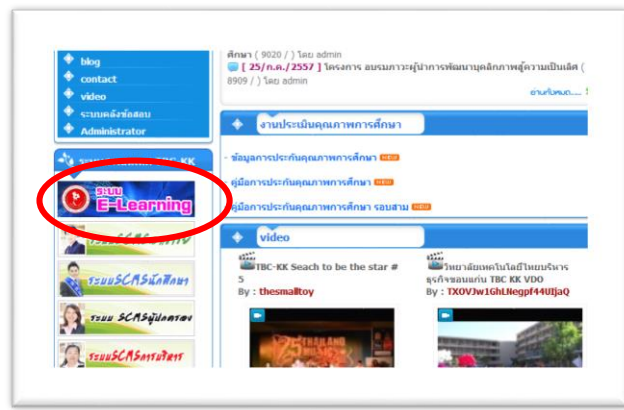 blog
contact
video
ระบบคลังข้อสอบ
Administrator
TBC-KK
ระบบ
E-Learning
ระบบSCMSนักศึกษา
ระบบ SCMSผู้ปกครอง
ระบบSCMSการบริหาร
ศึกษา ( 9020 / ) โดย admin
[ 25/ก.ค./2557 ] โครงการ อบรมภาวะผู้นำการพัฒนาบุคลิกภาพสู่ความเป็นเลิศ (
8909 / ) โดย admin
อ่านทั้งหมด....
งานประเมินคุณภาพการศึกษา
ข้อมูลการประกันคุณภาพการศึกษา NEW
คู่มือการประกันคุณภาพการศึกษา NEW
คู่มือการประกันคุณภาพการศึกษา รอบสาม NEW
video
TBC-KK Seach to be the star #
5
By : thesmalltoy
วิทยาลัยเทคโนโลยีไทยบริหาร
ธุรกิจขอนแก่น TBC KK VDO
By : TXOVJw1GhLNegpf44UIjaQ
THAILAND